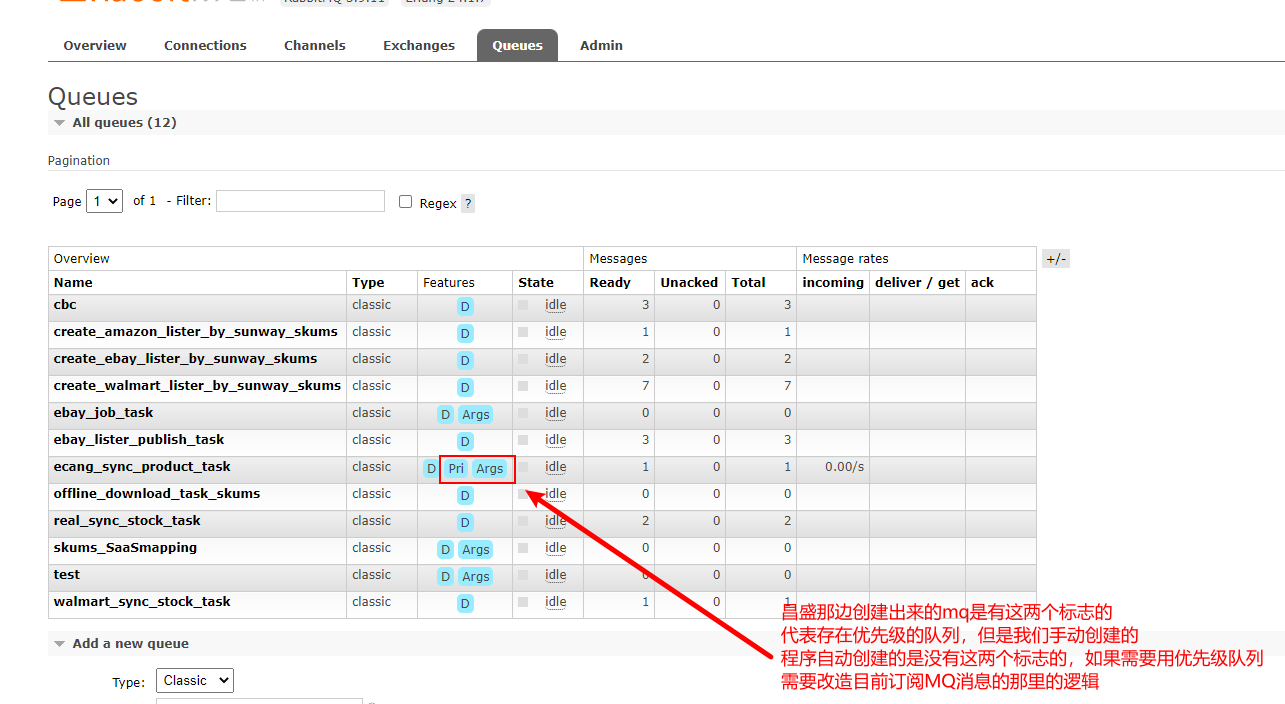 RabbitMQ 3.9.11 Erlang 24.1.7
Overview Connections Channels Exchanges Queues Admin
Queues
All queues (12)
Pagination
Page 1 of 1 - Filter: Regex ?
Overview Messages Message rates +/-
Name Type Features State Ready Unacked Total incoming deliver / get ack
cbc classic D idle 3 0 3
create_amazon_lister_by_sunway_skums classic D idle 1 0 1
create_ebay_lister_by_sunway_skums classic D idle 2 0 2
create_walmart_lister_by_sunway_skums classic D idle 7 0 7
ebay_job_task classic D Args idle 0 0 0
ebay_lister_publish_task classic D idle 3 0 3
ecang_sync_product_task classic D Pri Args idle 1 0 1 0.00/s
offline_download_task_skums classic D idle 0 0 0
real_sync_stock_task classic D idle 2 0 2
skums_SaaSmapping classic D Args idle 0 0 0
test classic D Args idle 0 0 0
walmart_sync_stock_task classic D idle 1 0 1
昌盛那边创建出来的mq是有这两个标志的
代表存在优先级的队列，但是我们手动创建的
程序自动创建的是没有这两个标志的，如果需要用优先级队列
需要改造目前订阅MQ消息的那里的逻辑
Add a new queue
Type: Classic